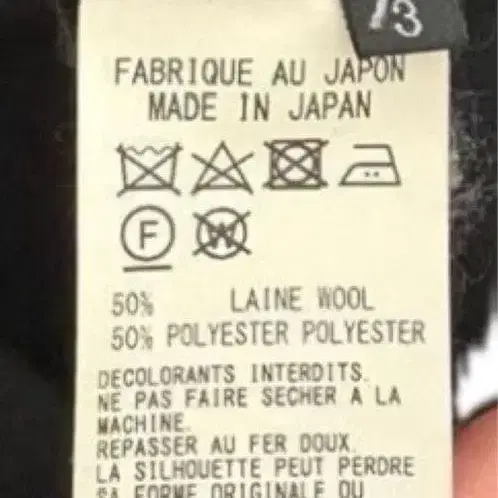 /3
FABRIQUE AU JAPON
MADE IN JAPAN
F W
50% LAINE WOOL
50% POLYESTER POLYESTER
DECOLORANTS INTERDITS.
NE PAS FAIRE SECHER A LA
MACHINE.
REPASSER AU FER DOUX.
LA SILHOUETTE PEUT PERDRE
SA FORME ORIGINALE OU